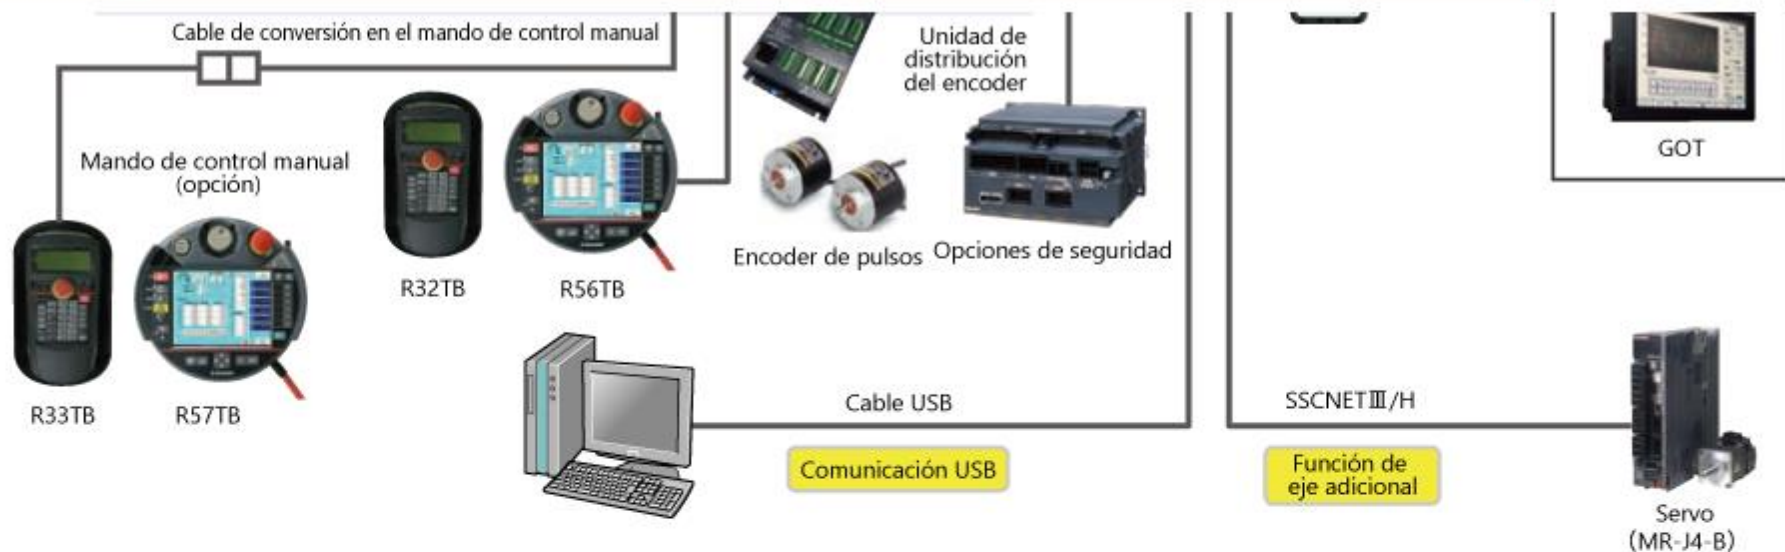 Cable de conversión en el mando de control manual
Unidad de
distribución
del encoder
GOT
Mando de control manual
(opción)
Encoder de pulsos
Opciones de seguridad
R32TB
R56TB
R33TB
R57TB
Cable USB
Comunicación USB
SSCNETⅢ/H
Función de
eje adicional
Servo
(MR-J4-B)